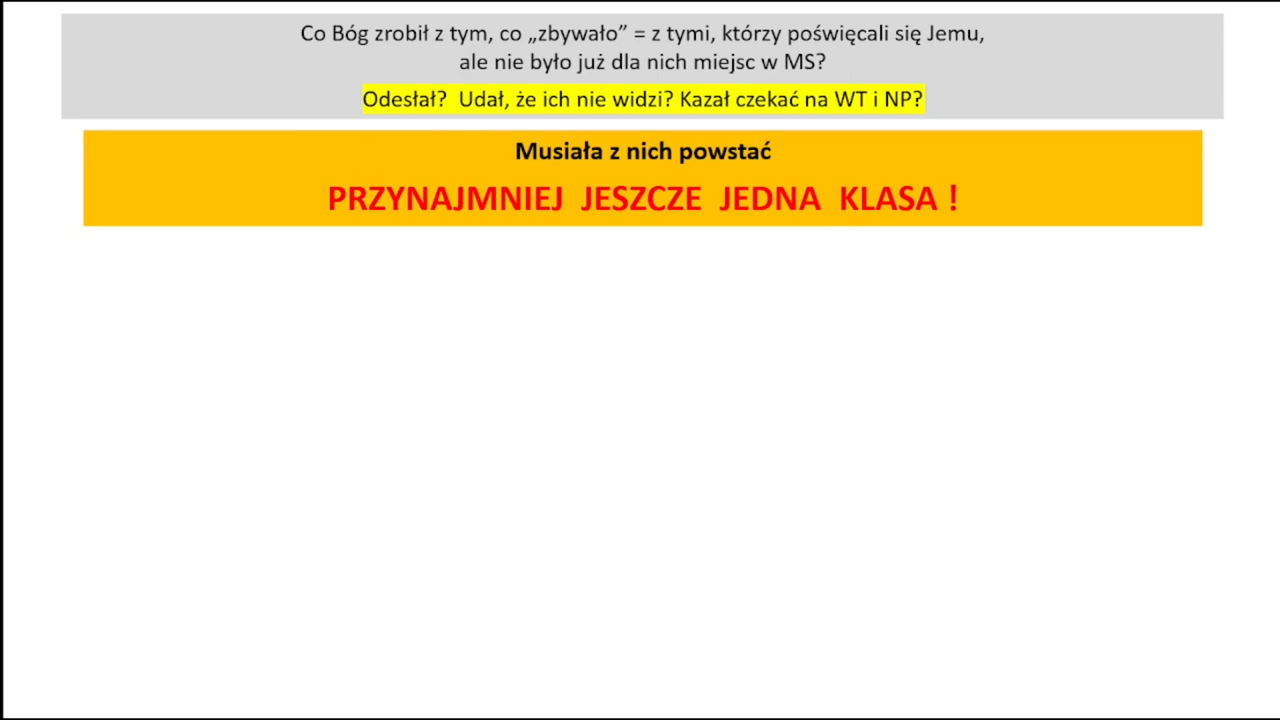 Co Bóg zrobił z tym, co „zbywało” = z tymi, którzy poświęcali się Jemu,
ale nie było już dla nich miejsc w MS?
Odesłał?  Udał, że ich nie widzi? Kazał czekać na WT i NP?
Musiała z nich powstać
PRZYNAJMNIEJ  JESZCZE  JEDNA  KLASA !